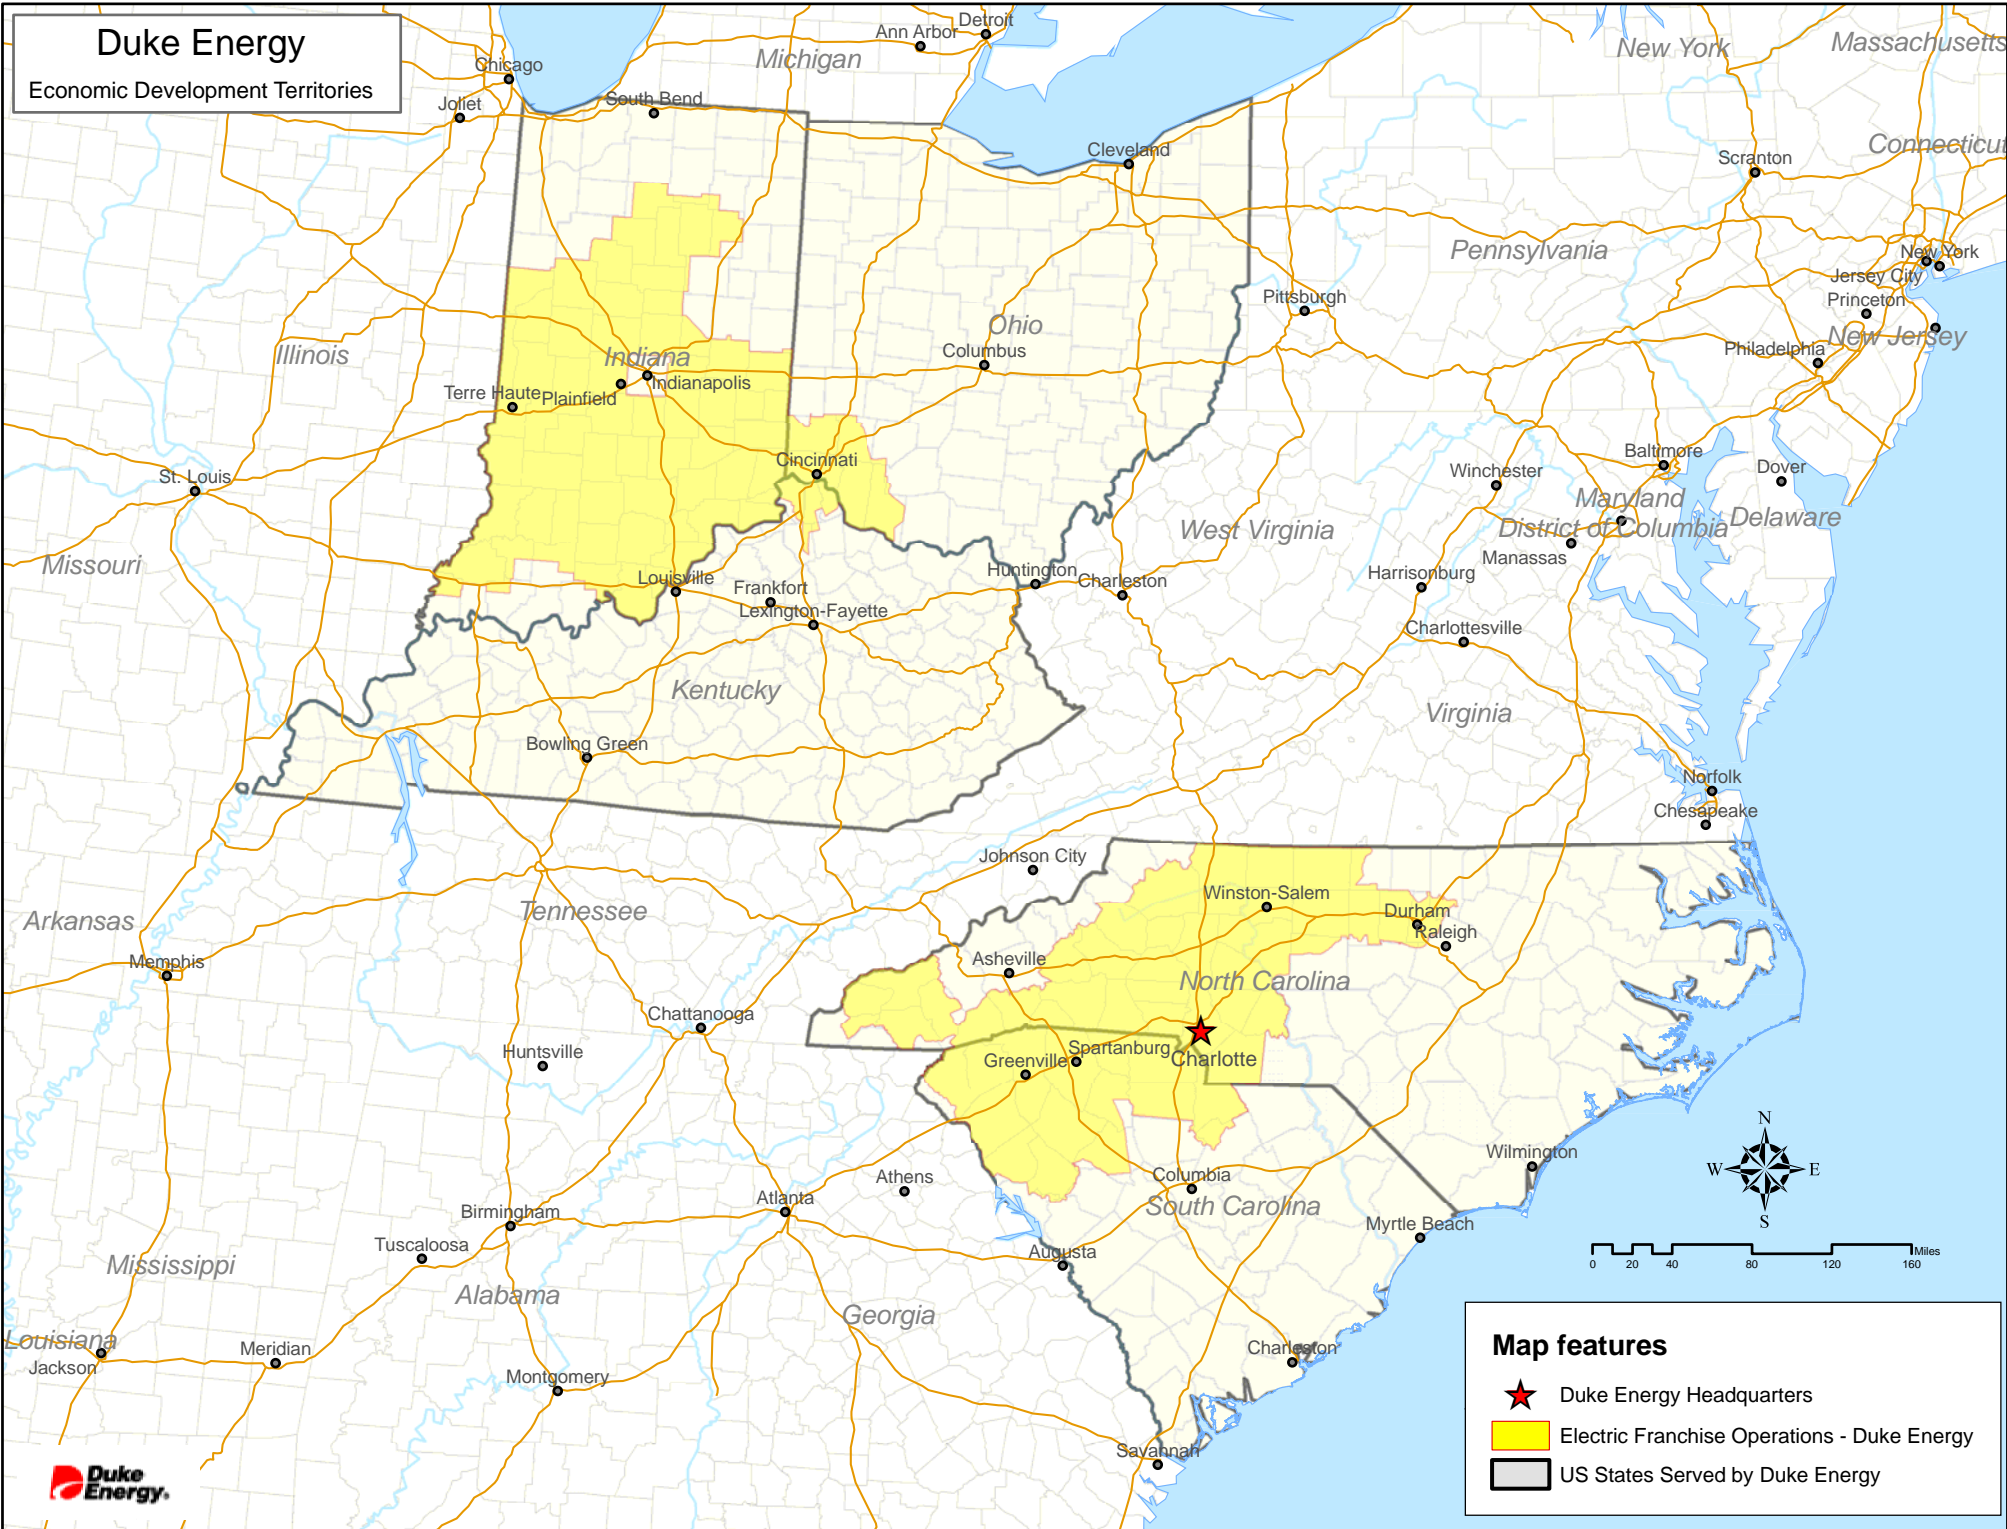 Duke Energy
Economic Development Territories
Detroit
Ann Arbor
Michigan
New York
Massachusetts
Chicago
Joliet
South Bend
Cleveland
Connecticut
Scranton
Pennsylvania
New York
Jersey City
Princeton
Pittsburgh
New Jersey
Philadelphia
Ohio
Columbus
Illinois
Indiana
Indianapolis
Terre Haute
Plainfield
Cincinnati
St. Louis
Baltimore
Dover
Winchester
Maryland
Delaware
District of Columbia
West Virginia
Manassas
Missouri
Louisville
Frankfort
Huntington
Charleston
Harrisonburg
Lexington-Fayette
Charlottesville
Kentucky
Virginia
Bowling Green
Norfolk
Chesapeake
Johnson City
Winston-Salem
Durham
Raleigh
Tennessee
Arkansas
Memphis
Asheville
North Carolina
Chattanooga
Huntsville
Greenville
Spartanburg
Charlotte
Wilmington
N
W
E
S
Athens
Columbia
South Carolina
Atlanta
Birmingham
Myrtle Beach
Tuscaloosa
Augusta
Miles
0 20 40 80 120 160
Mississippi
Alabama
Georgia
Louisiana
Jackson
Meridian
Charleston
Montgomery
Savannah
Map features
Duke Energy Headquarters
Electric Franchise Operations - Duke Energy
US States Served by Duke Energy
Duke
Energy®